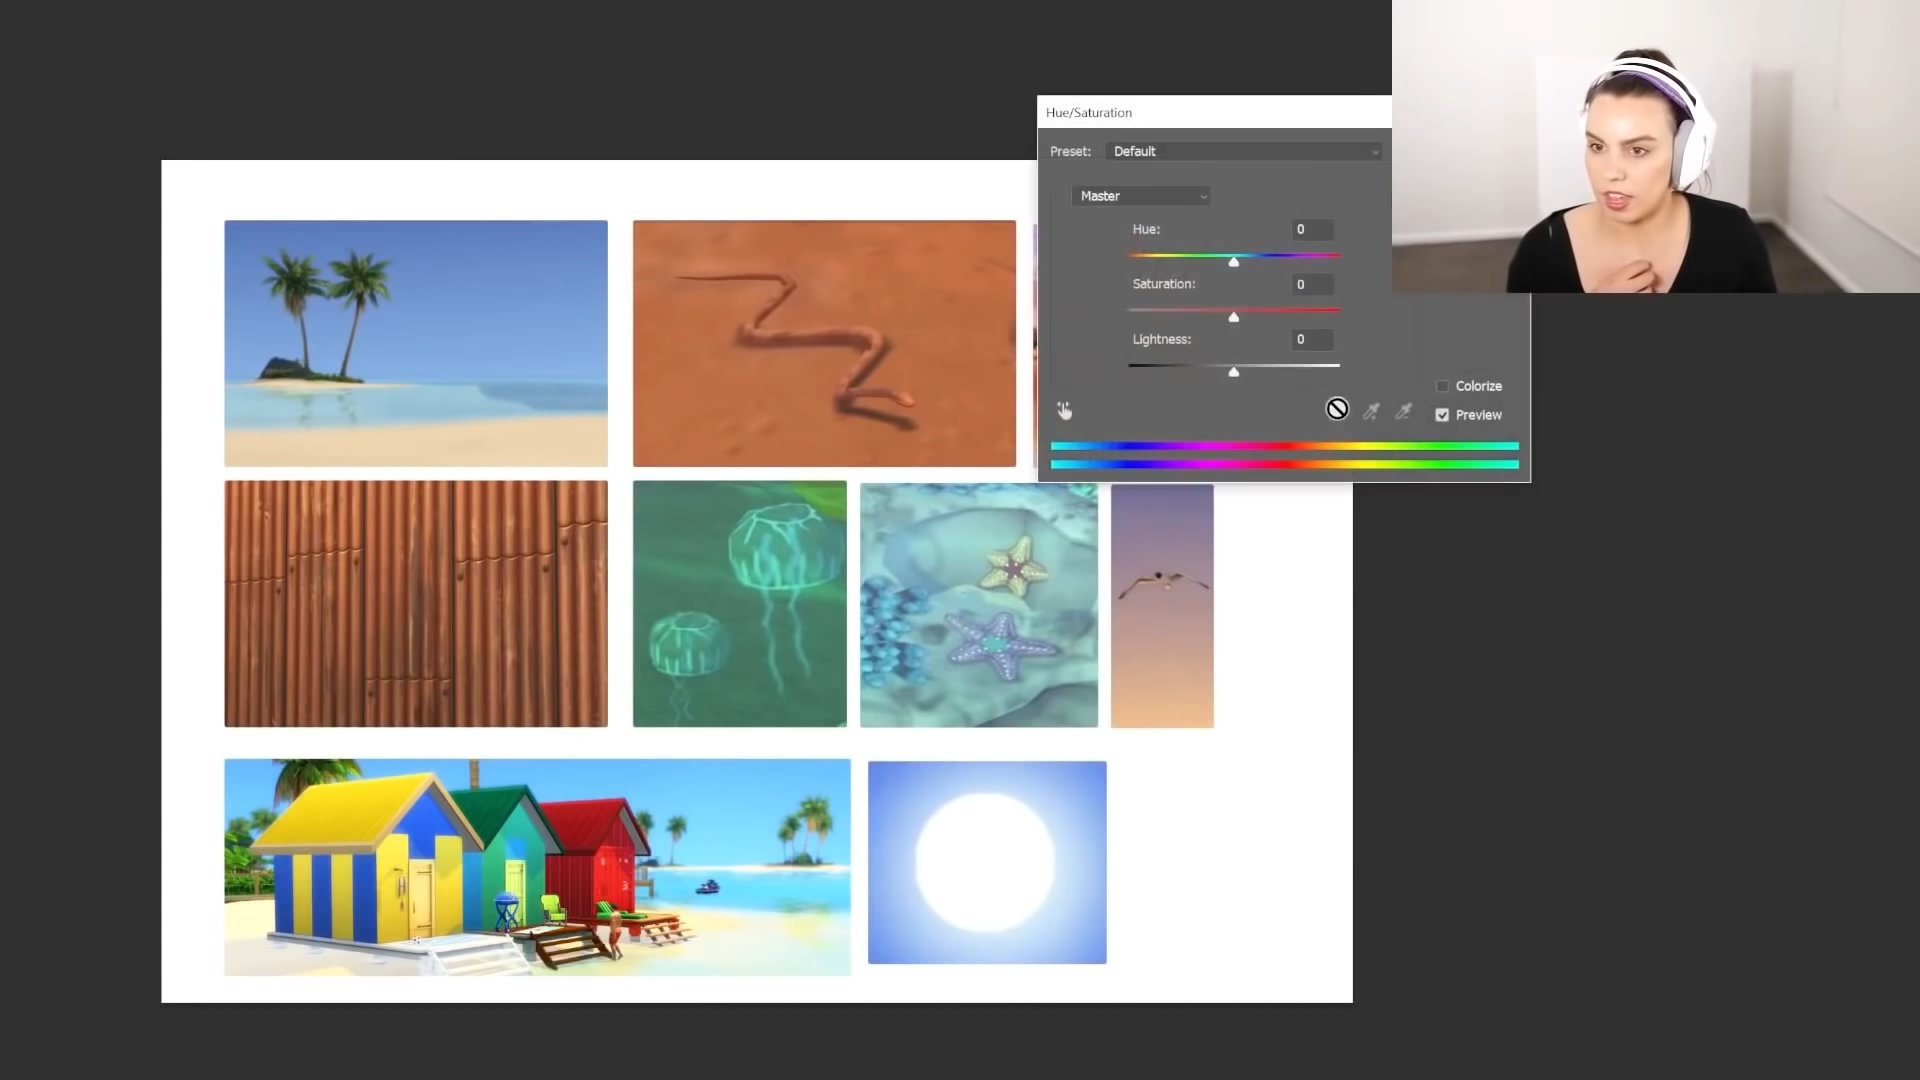 Hue/Saturation
Preset: Default
Master
Hue: 0
Saturation: 0
Lightness: 0
Colorize
Preview